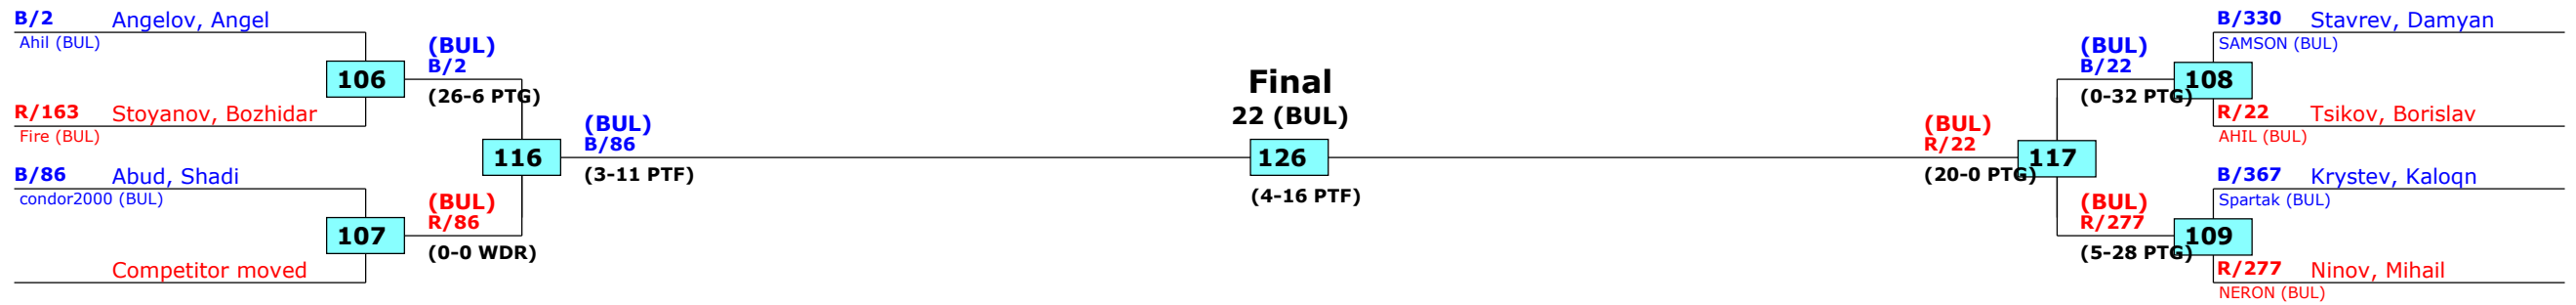 B/2 Angelov, Angel
Ahil (BUL)
R/163 Stoyanov, Bozhidar
Fire (BUL)
B/86 Abud, Shadi
condor2000 (BUL)
Competitor moved
106
107
(BUL)
B/2
(26-6 PTG)
(BUL)
R/86
(0-0 WDR)
116
(BUL)
B/86
(3-11 PTF)
Final
22 (BUL)
126
(4-16 PTF)
(BUL)
R/22
(20-0 PTG)
117
(BUL)
B/22
(0-32 PTG)
(BUL)
R/277
(5-28 PTG)
108
109
B/330 Stavrev, Damyan
SAMSON (BUL)
R/22 Tsikov, Borislav
AHIL (BUL)
B/367 Krystev, Kaloqn
Spartak (BUL)
R/277 Ninov, Mihail
NERON (BUL)